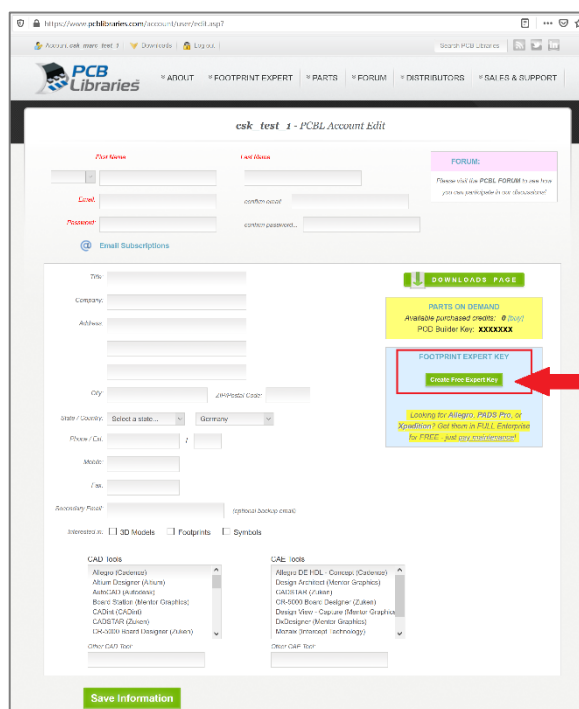 https://www.pcblibraries.com/account/user/edit.asp?
Account: csk_mare_test_1 Downloads Logout
Search PCB Libraries
PCB Libraries
ABOUT FOOTPRINT EXPERT PARTS FORUM DISTRIBUTORS SALES & SUPPORT
csk_test_1 - PCBL Account Edit
First Name Last Name
FORUM:
Please visit the PCBL FORUM to see how
you can participate in our discussions!
Email: confirm email:
Password: confirm password...
@ Email Subscriptions
Title:
DOWNLOADS PAGE
Company:
PARTS ON DEMAND
Available purchased credits: 0 (buy)
POD Builder Key: XXXXXXX
Address:
FOOTPRINT EXPERT KEY
Create Free Expert Key
City: ZIP/Postal Code:
State / Country: Select a state... Germany
Looking for Allegro, PADS Pro, or
Xpedition? Get them in FULL Enterprise
for FREE - just pay maintenance!
Phone / Ext. /
Mobile:
Fax:
Secondary Email: (optional backup email)
Interested in: 3D Models Footprints Symbols
CAD Tools CAE Tools
Allegro (Cadence) Allegro DE HDL - Concept (Cadence)
Altium Designer (Altium) Design Architect (Mentor Graphics)
AutoCAD (Autodesk) CADSTAR (Zuken)
Board Station (Mentor Graphics) CR-5000 Board Designer (Zuken)
CADint (CADint) Design View - Capture (Mentor Graphics
CADSTAR (Zuken) DxDesigner (Mentor Graphics)
CR-5000 Board Designer (Zuken) Mozaix (Intercept Technology)
Other CAD Tool: Other CAE Tool:
Save Information